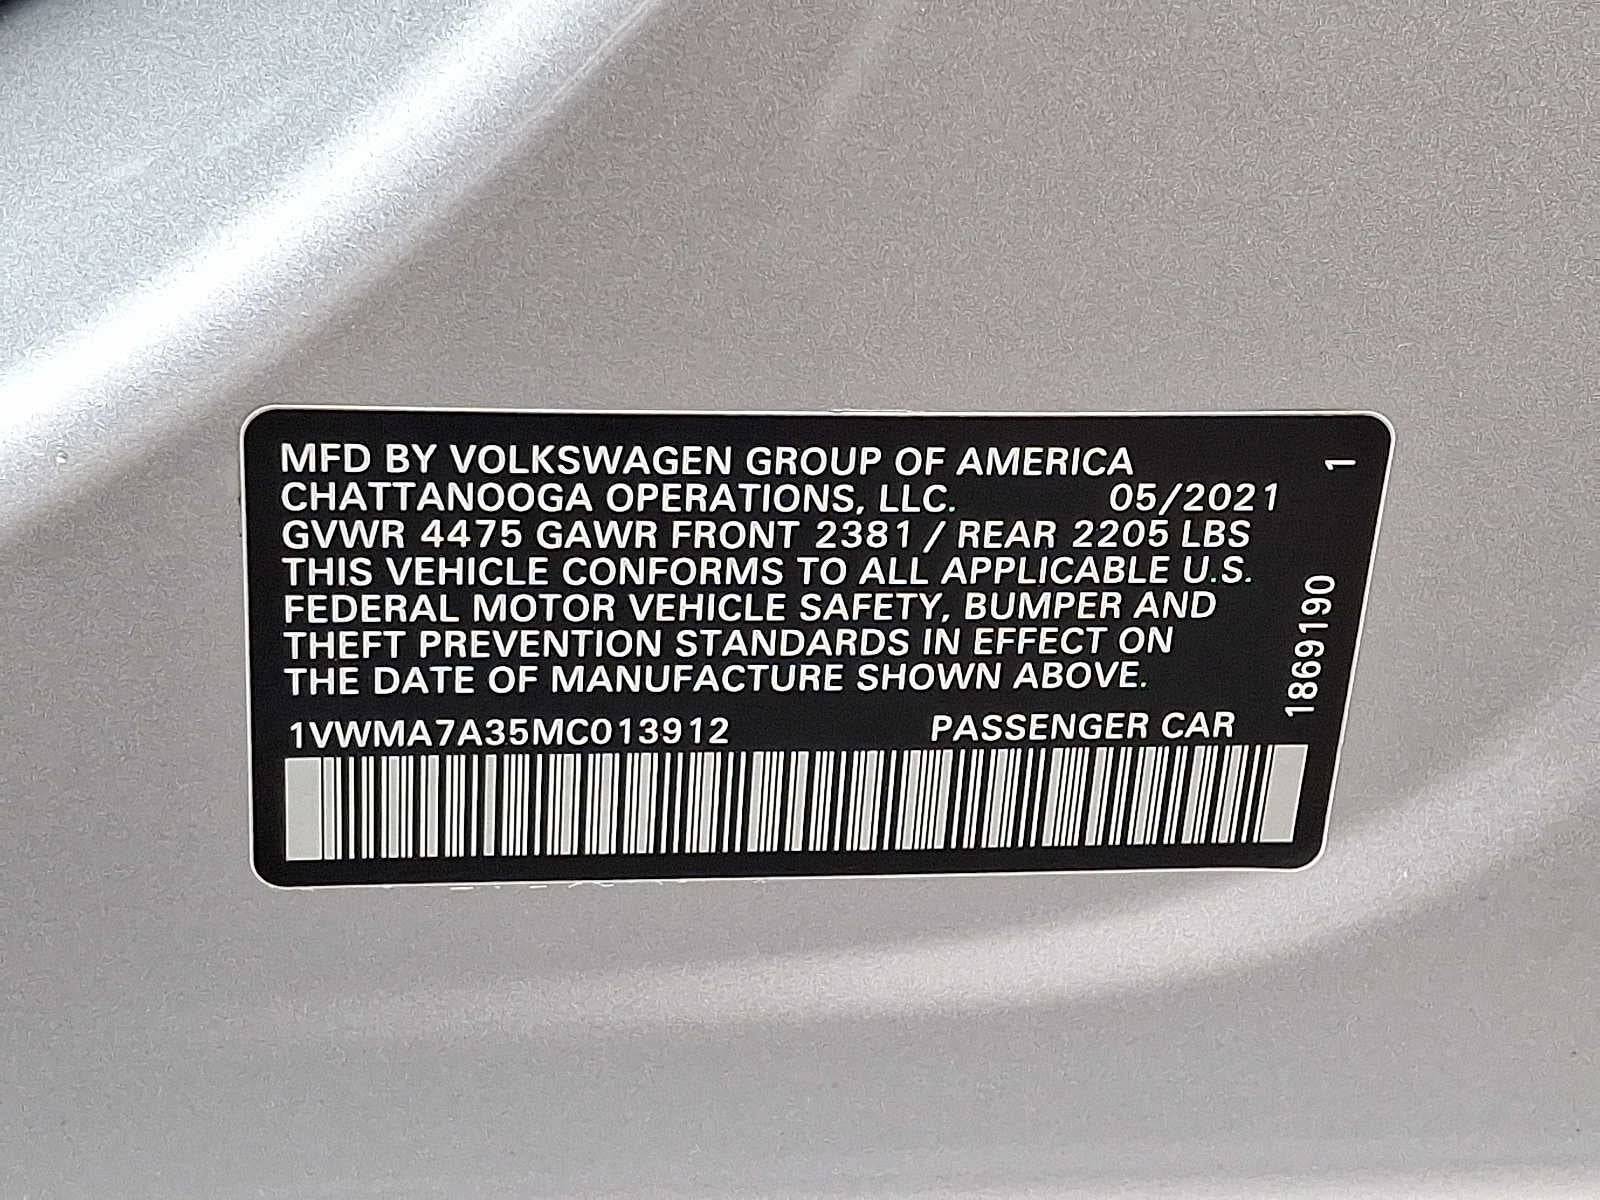 MFD BY VOLKSWAGEN GROUP OF AMERICA
CHATTANOOGA OPERATIONS, LLC. 05/2021
GVWR 4475 GAWR FRONT 2381 / REAR 2205 LBS
THIS VEHICLE CONFORMS TO ALL APPLICABLE U.S.
FEDERAL MOTOR VEHICLE SAFETY, BUMPER AND
THEFT PREVENTION STANDARDS IN EFFECT ON
THE DATE OF MANUFACTURE SHOWN ABOVE.
1VWMA7A35MC013912 PASSENGER CAR
1869190 1